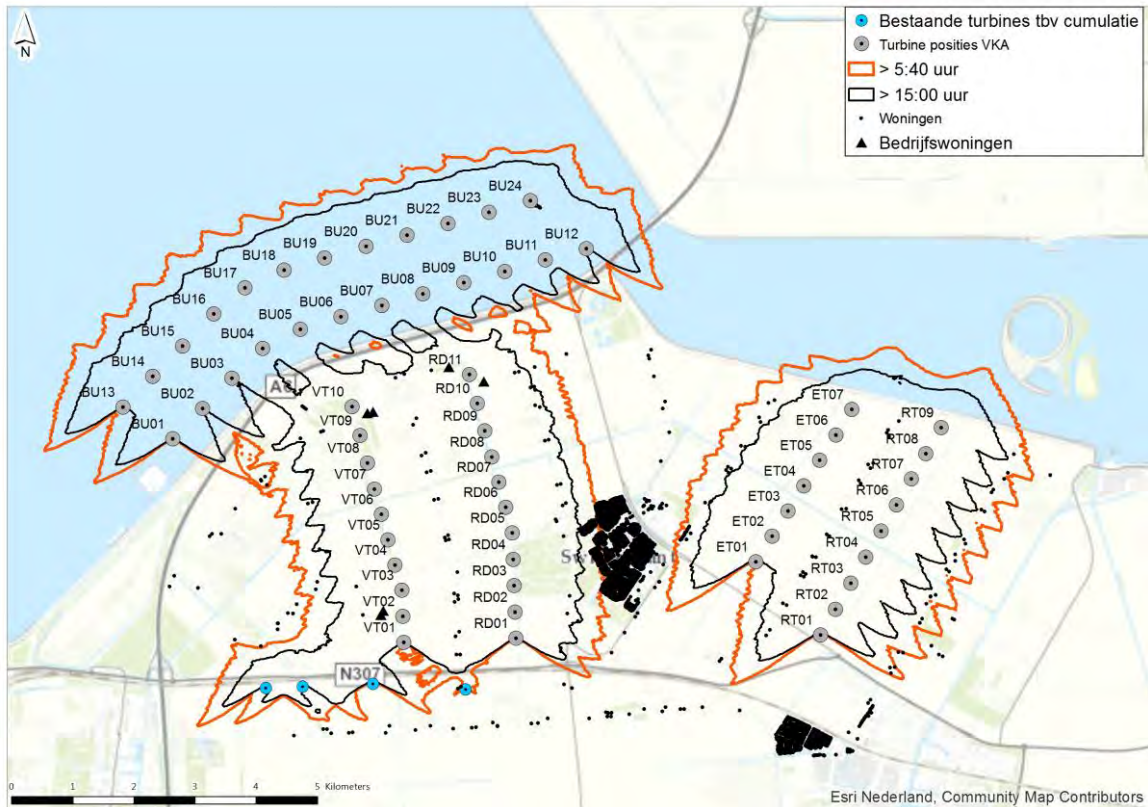 N
Bestaande turbines tbv cumulatie
Turbine posities VKA
> 5:40 uur
> 15:00 uur
Woningen
Bedrijfswoningen
BU24
BU23
BU22
BU21
BU20
BU19
BU18
BU17
BU16
BU15
BU14
BU13
BU12
BU11
BU10
BU09
BU08
BU07
BU06
BU05
BU04
BU03
BU02
BU01
RD11
RD10
RD09
RD08
RD07
RD06
RD05
RD04
RD03
RD02
RD01
VT10
VT09
VT08
VT07
VT06
VT05
VT04
VT03
VT02
VT01
ET07
ET06
ET05
ET04
ET03
ET02
ET01
RT09
RT08
RT07
RT06
RT05
RT04
RT03
RT02
RT01
N307
0 1 2 3 4 5 Kilometers
Esri Nederland, Community Map Contributors